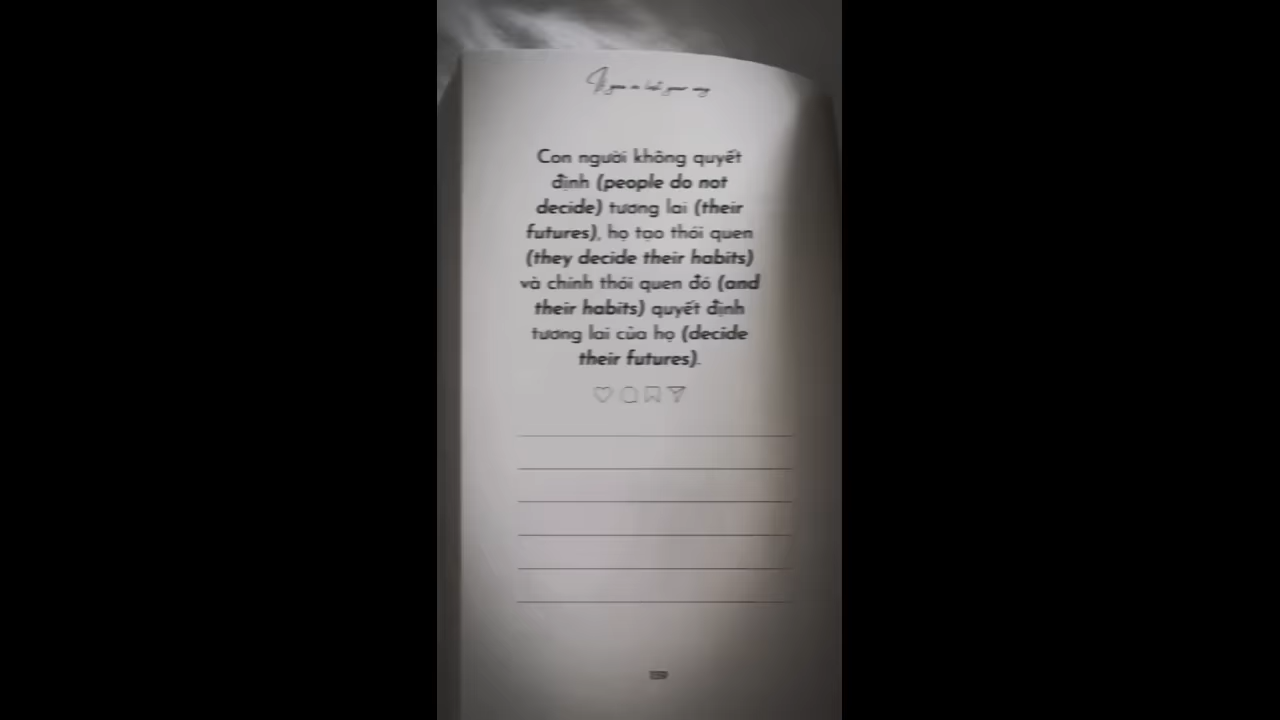 Con người không quyết
định (people do not
decide) tương lai (their
futures), họ tạo thói quen
(they decide their habits)
và chính thói quen đó (and
their habits) quyết định
tương lai của họ (decide
their futures).